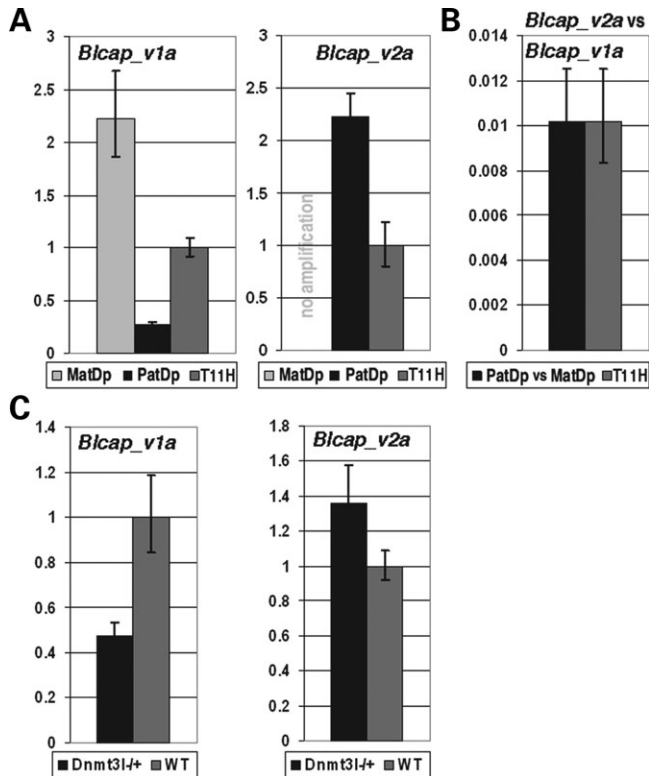 A
Blcap_v1a
3
2.5
2
1.5
1
0.5
0
MatDp PatDp T11H
Blcap_v2a
3
2.5
2
1.5
1
0.5
0
no amplification
MatDp PatDp T11H
B
Blcap_v2a vs
Blcap_v1a
0.014
0.012
0.01
0.008
0.006
0.004
0.002
0
PatDp vs MatDp T11H
C
Blcap_v1a
1.4
1.2
1
0.8
0.6
0.4
0.2
0
Dnmt3l-/+ WT
Blcap_v2a
1.8
1.6
1.4
1.2
1
0.8
0.6
0.4
0.2
0
Dnmt3l-/+ WT